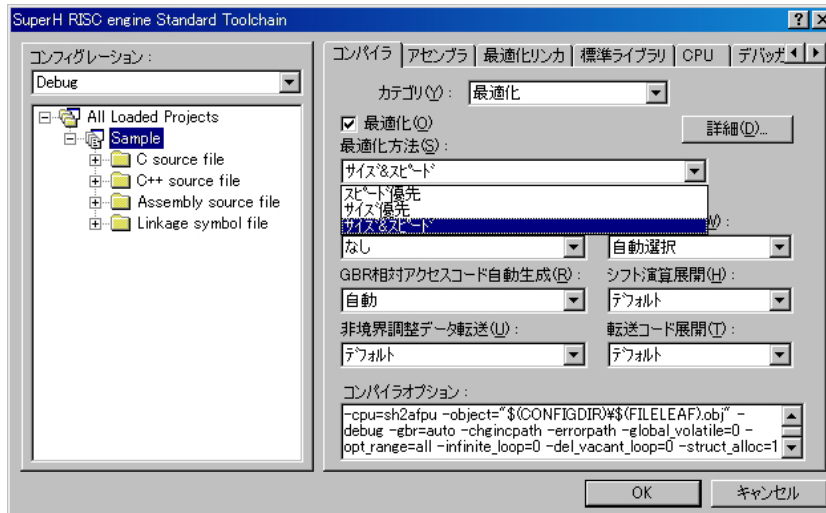 SuperH RISC engine Standard Toolchain
コンフィグレーション :
Debug
All Loaded Projects
Sample
C source file
C++ source file
Assembly source file
Linkage symbol file
コンパイラ アセンブラ 最適化リンカ 標準ライブラリ CPU デバッガ
カテゴリ(Y) : 最適化
最適化(O)
詳細(D)...
最適化方法(S) :
サイズ&スピード
スピード優先
サイズ優先
サイズ&スピード
なし
自動選択
GBR相対アクセスコード自動生成(R) : シフト演算展開(H) :
自動 デフォルト
非境界調整データ転送(U) : 転送コード展開(T) :
デフォルト デフォルト
コンパイラオプション :
-cpu=sh2afpu -object="$(CONFIGDIR)¥$(FILELEAF).obj" -
debug -gbr=auto -chgincpath -errorpath -global_volatile=0 -
opt_range=all -infinite_loop=0 -del_vacant_loop=0 -struct_alloc=1
OK キャンセル